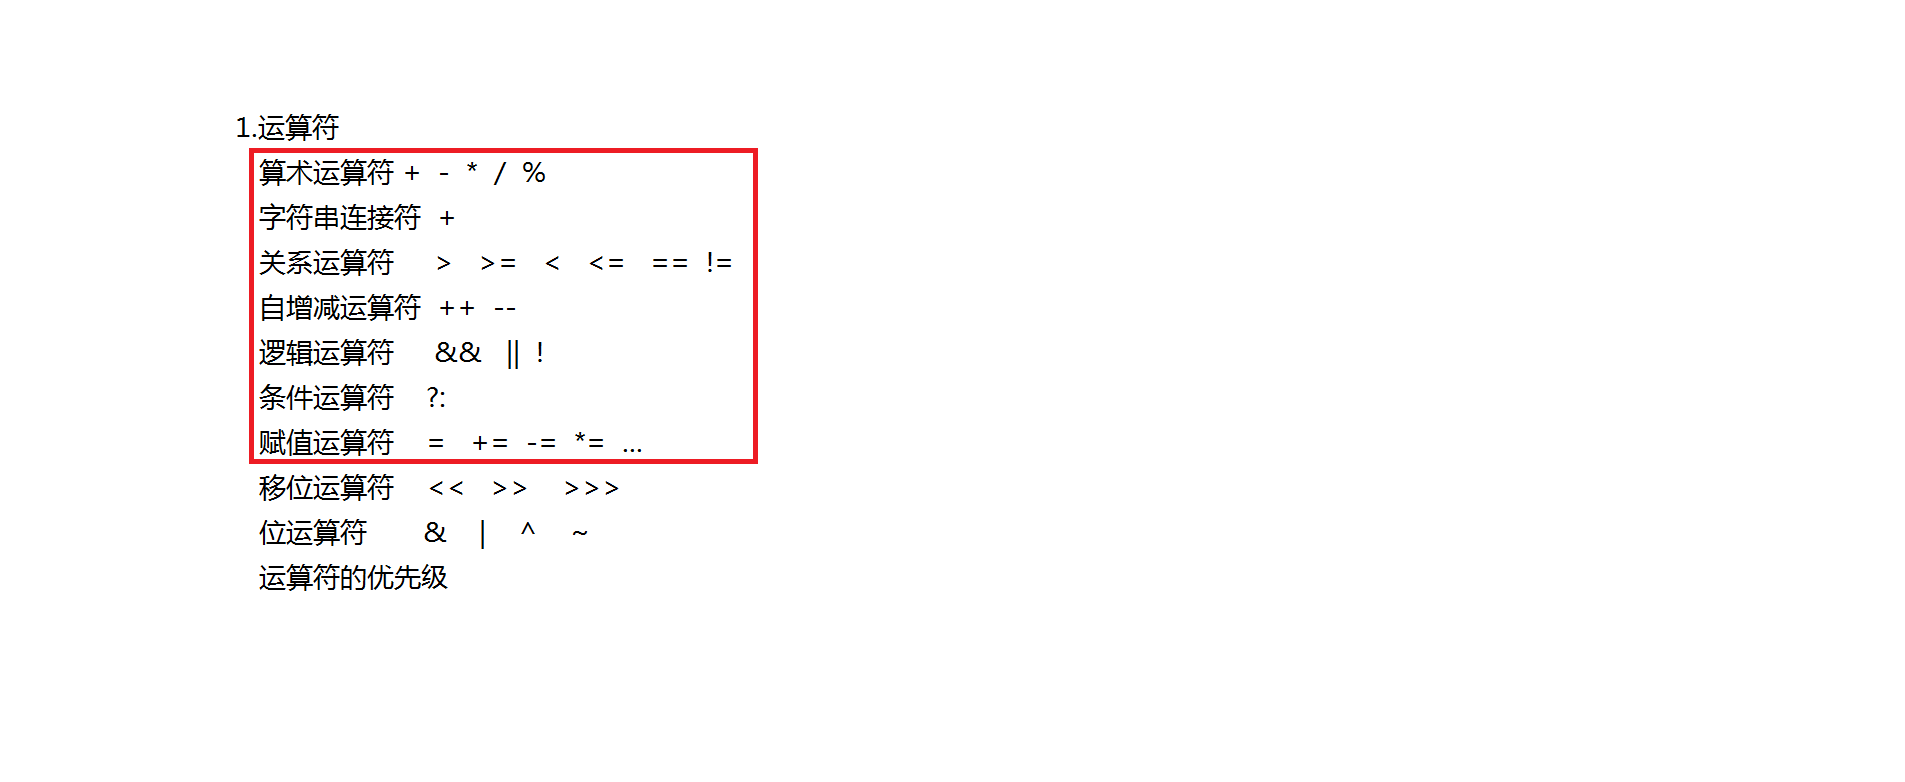 1.运算符
算术运算符 + - * / %
字符串连接符 +
关系运算符 > >= < <= == !=
自增减运算符 ++ --
逻辑运算符 && || !
条件运算符 ?:
赋值运算符 = += -= *= ...
移位运算符 << >> >>>
位运算符 & | ^ ~
运算符的优先级